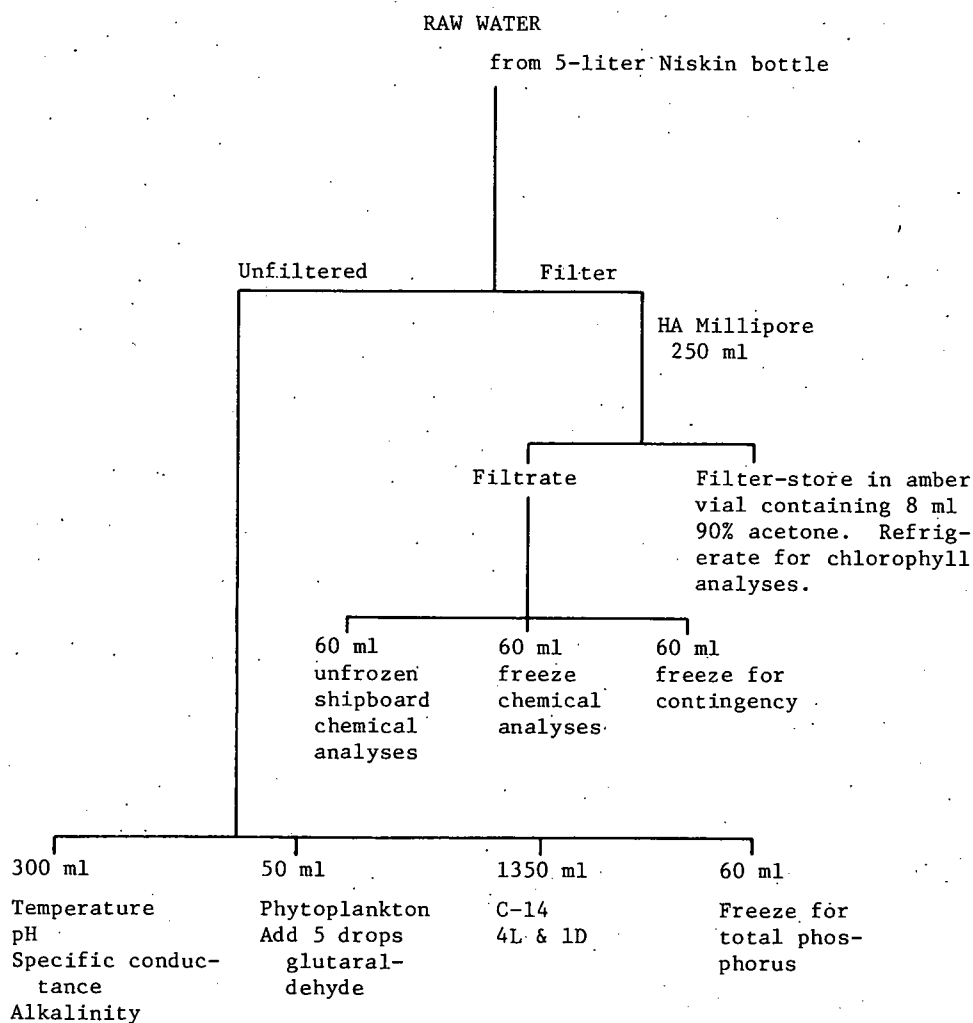 RAW WATER
from 5-liter Niskin bottle
Unfiltered
Filter
HA Millipore
250 ml
Filtrate
Filter-store in amber
vial containing 8 ml
90% acetone. Refrig-
erate for chlorophyll
analyses.
60 ml
unfrozen
shipboard
chemical
analyses
60 ml
freeze
chemical
analyses
60 ml
freeze for
contingency
300 ml
Temperature
pH
Specific conduc-
tance
Alkalinity
50 ml
Phytoplankton
Add 5 drops
glutaral-
dehyde
1350 ml
C-14
4L & 1D
60 ml
Freeze for
total phos-
phorus